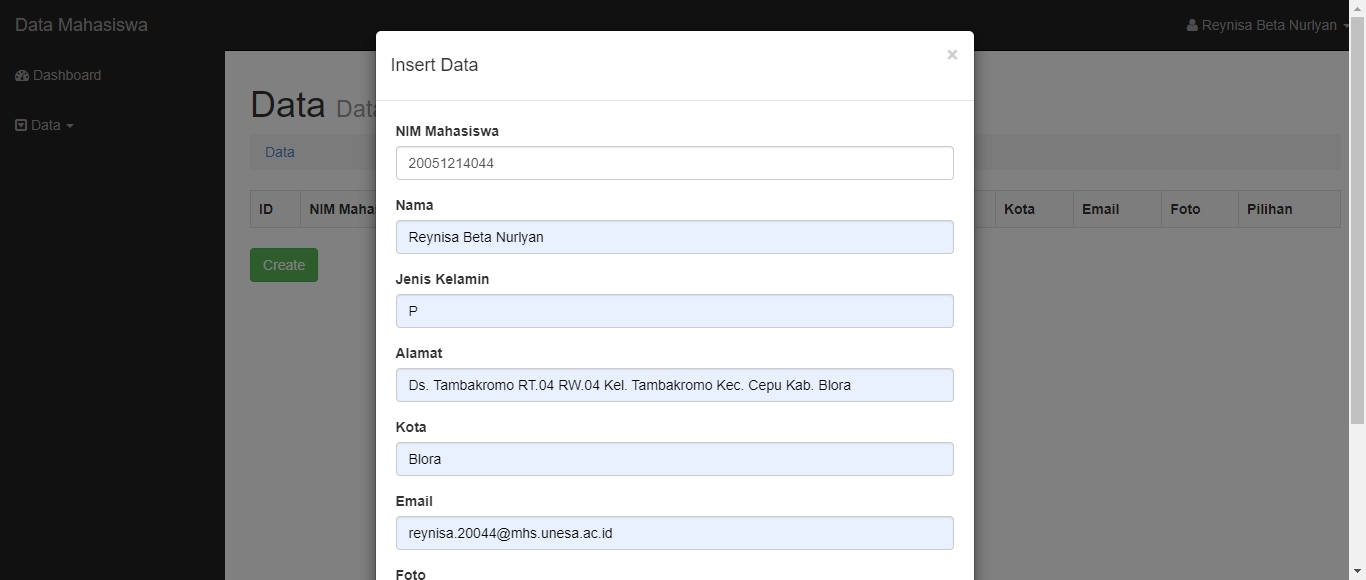 Data Mahasiswa
Reynisa Beta Nurlyan
Dashboard
Data
Data Data
Data
ID NIM Maha Kota Email Foto Pilihan
Create
Insert Data ×
NIM Mahasiswa
20051214044
Nama
Reynisa Beta Nurlyan
Jenis Kelamin
P
Alamat
Ds. Tambakromo RT.04 RW.04 Kel. Tambakromo Kec. Cepu Kab. Blora
Kota
Blora
Email
reynisa.20044@mhs.unesa.ac.id
Foto